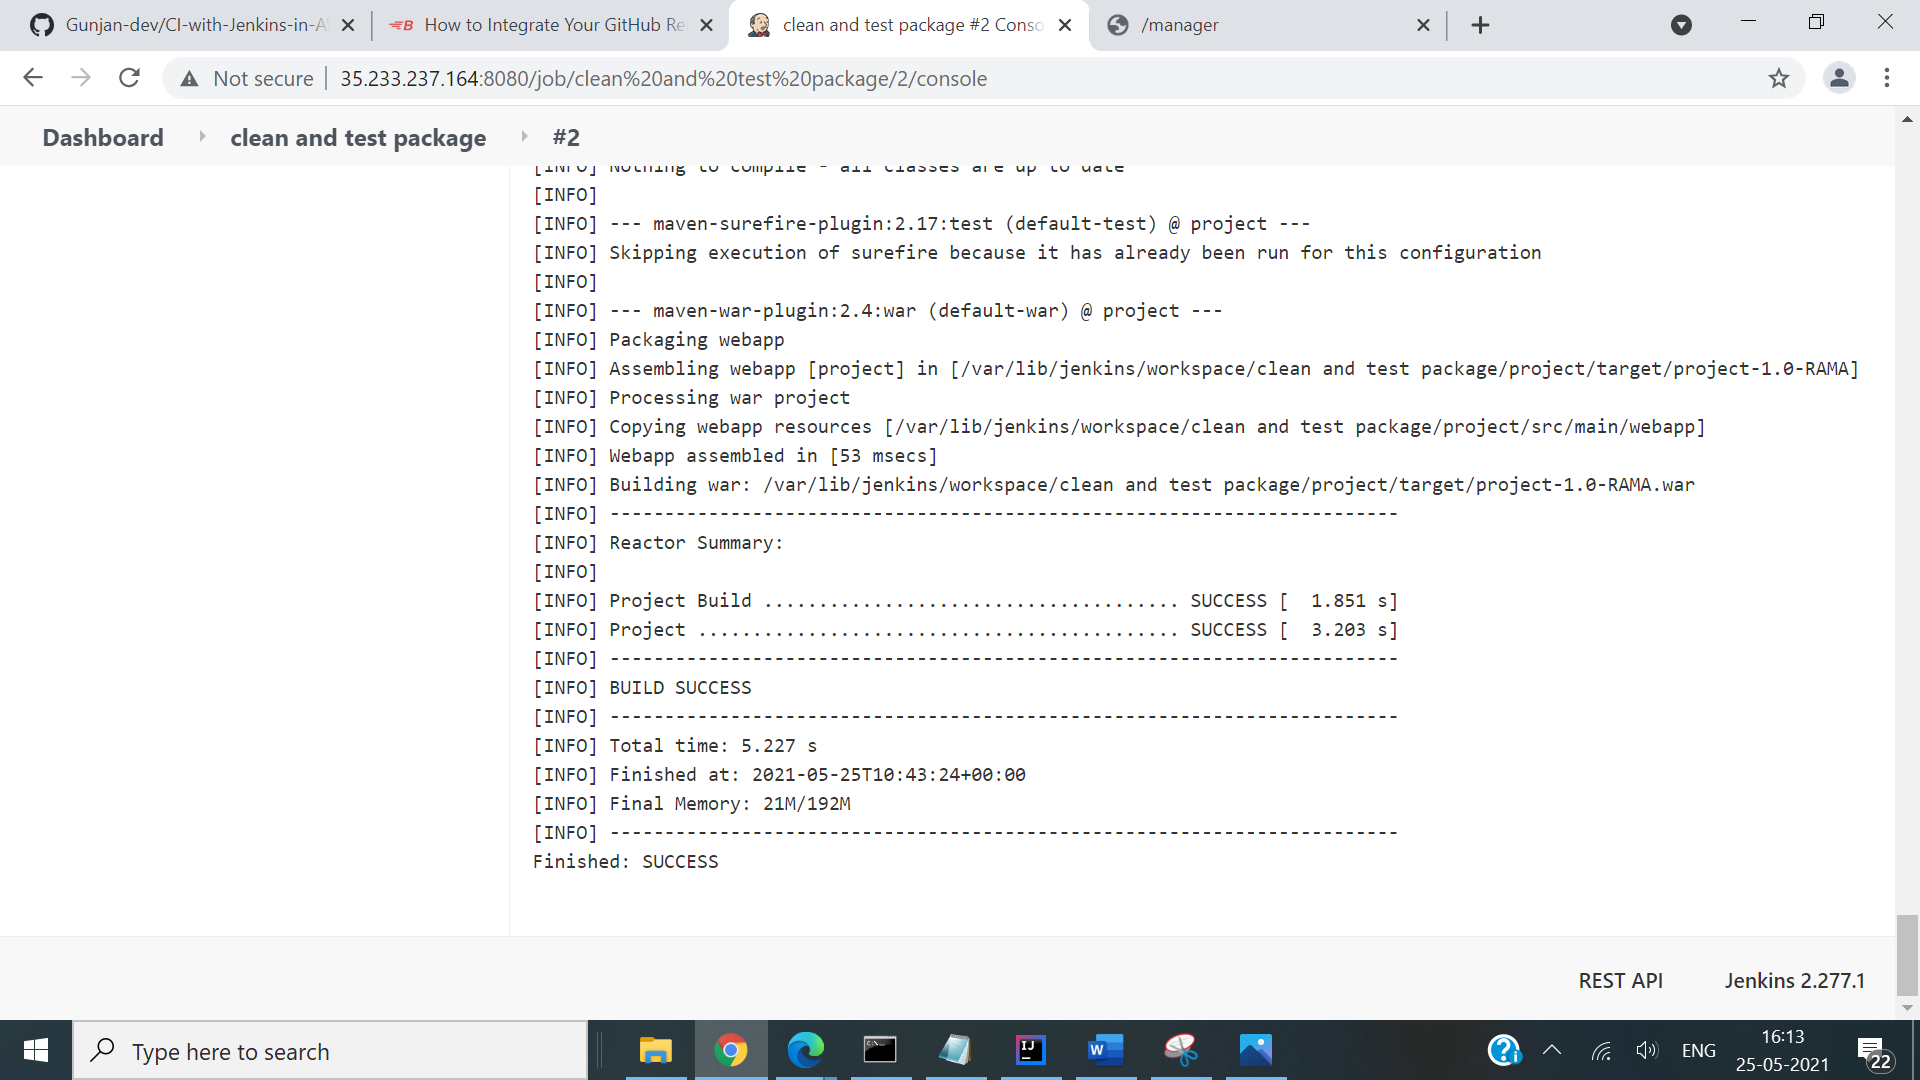 Gunjan-dev/CI-with-Jenkins-in-A
How to Integrate Your GitHub Re
clean and test package #2 Conso
/manager
Not secure
35.233.237.164:8080/job/clean%20and%20test%20package/2/console
Dashboard
clean and test package
#2
[INFO] Nothing to compile - all classes are up to date
[INFO]
[INFO] --- maven-surefire-plugin:2.17:test (default-test) @ project ---
[INFO] Skipping execution of surefire because it has already been run for this configuration
[INFO]
[INFO] --- maven-war-plugin:2.4:war (default-war) @ project ---
[INFO] Packaging webapp
[INFO] Assembling webapp [project] in [/var/lib/jenkins/workspace/clean and test package/project/target/project-1.0-RAMA]
[INFO] Processing war project
[INFO] Copying webapp resources [/var/lib/jenkins/workspace/clean and test package/project/src/main/webapp]
[INFO] Webapp assembled in [53 msecs]
[INFO] Building war: /var/lib/jenkins/workspace/clean and test package/project/target/project-1.0-RAMA.war
[INFO] ------------------------------------------------------------------------
[INFO] Reactor Summary:
[INFO]
[INFO] Project Build ...................................... SUCCESS [  1.851 s]
[INFO] Project ............................................ SUCCESS [  3.203 s]
[INFO] ------------------------------------------------------------------------
[INFO] BUILD SUCCESS
[INFO] ------------------------------------------------------------------------
[INFO] Total time: 5.227 s
[INFO] Finished at: 2021-05-25T10:43:24+00:00
[INFO] Final Memory: 21M/192M
[INFO] ------------------------------------------------------------------------
Finished: SUCCESS
REST API
Jenkins 2.277.1
Type here to search
ENG
16:13
25-05-2021
22